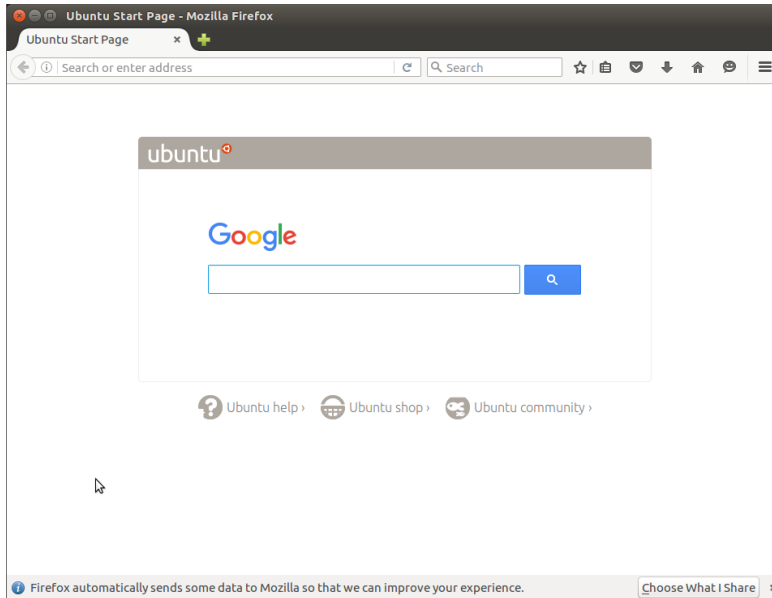 Ubuntu Start Page - Mozilla Firefox
Ubuntu Start Page
Search or enter address
Search
ubuntu
Google
Ubuntu help ›
Ubuntu shop ›
Ubuntu community ›
Firefox automatically sends some data to Mozilla so that we can improve your experience.
Choose What I Share